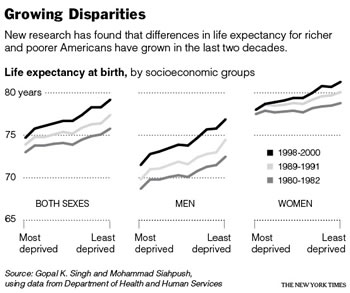 Growing Disparities
New research has found that differences in life expectancy for richer
and poorer Americans have grown in the last two decades.
Life expectancy at birth, by socioeconomic groups
80 years
75
70
65
1998-2000
1989-1991
1980-1982
BOTH SEXES
MEN
WOMEN
Most deprived
Least deprived
Most deprived
Least deprived
Most deprived
Least deprived
Source: Gopal K. Singh and Mohammad Siahpush,
using data from Department of Health and Human Services
THE NEW YORK TIMES